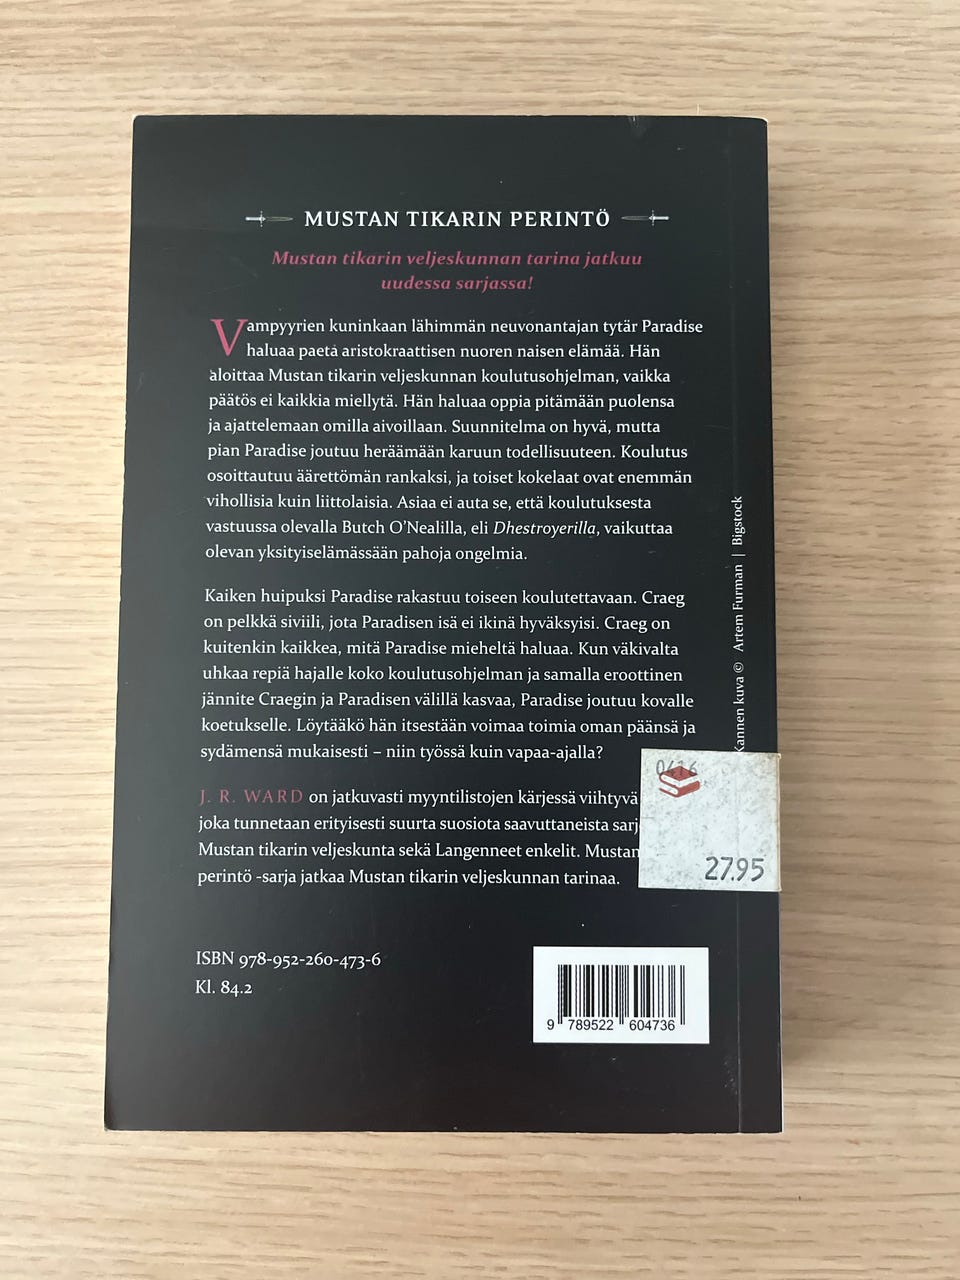 MUSTAN TIKARIN PERINTÖ
Mustan tikarin veljeskunnan tarina jatkuu
uudessa sarjassa!
Vampyyrien kuninkaan lähimmän neuvonantajan tytär Paradise
haluaa paeta aristokraattisen nuoren naisen elämää. Hän
aloittaa Mustan tikarin veljeskunnan koulutusohjelman, vaikka
päätös ei kaikkia miellytä. Hän haluaa oppia pitämään puolensa
ja ajattelemaan omilla aivoillaan. Suunnitelma on hyvä, mutta
pian Paradise joutuu heräämään karuun todellisuuteen. Koulutus
osoittautuu äärettömän rankaksi, ja toiset kokelaat ovat enemmän
vihollisia kuin liittolaisia. Asiaa ei auta se, että koulutuksesta
vastuussa olevalla Butch O’Nealilla, eli Dhestroyerilla, vaikuttaa
olevan yksityiselämässään pahoja ongelmia.
Kaiken huipuksi Paradise rakastuu toiseen koulutettavaan. Craeg
on pelkkä siviili, jota Paradisen isä ei ikinä hyväksyisi. Craeg on
kuitenkin kaikkea, mitä Paradise mieheltä haluaa. Kun väkivalta
uhkaa repiä hajalle koko koulutusohjelman ja samalla eroottinen
jännite Craegin ja Paradisen välillä kasvaa, Paradise joutuu kovalle
koetukselle. Löytääkö hän itsestään voimaa toimia oman päänsä ja
sydämensä mukaisesti – niin työssä kuin vapaa-ajalla?
J. R. WARD on jatkuvasti myyntilistojen kärjessä viihtyvä
joka tunnetaan erityisesti suurta suosiota saavuttaneista
Mustan tikarin veljeskunta sekä Langenneet enkelit. Mustan
perintö -sarja jatkaa Mustan tikarin veljeskunnan tarinaa.
Kannen kuva © Artem Furman | Bigstock
0416
27.95
ISBN 978-952-260-473-6
Kl. 84.2
9 789522 604736